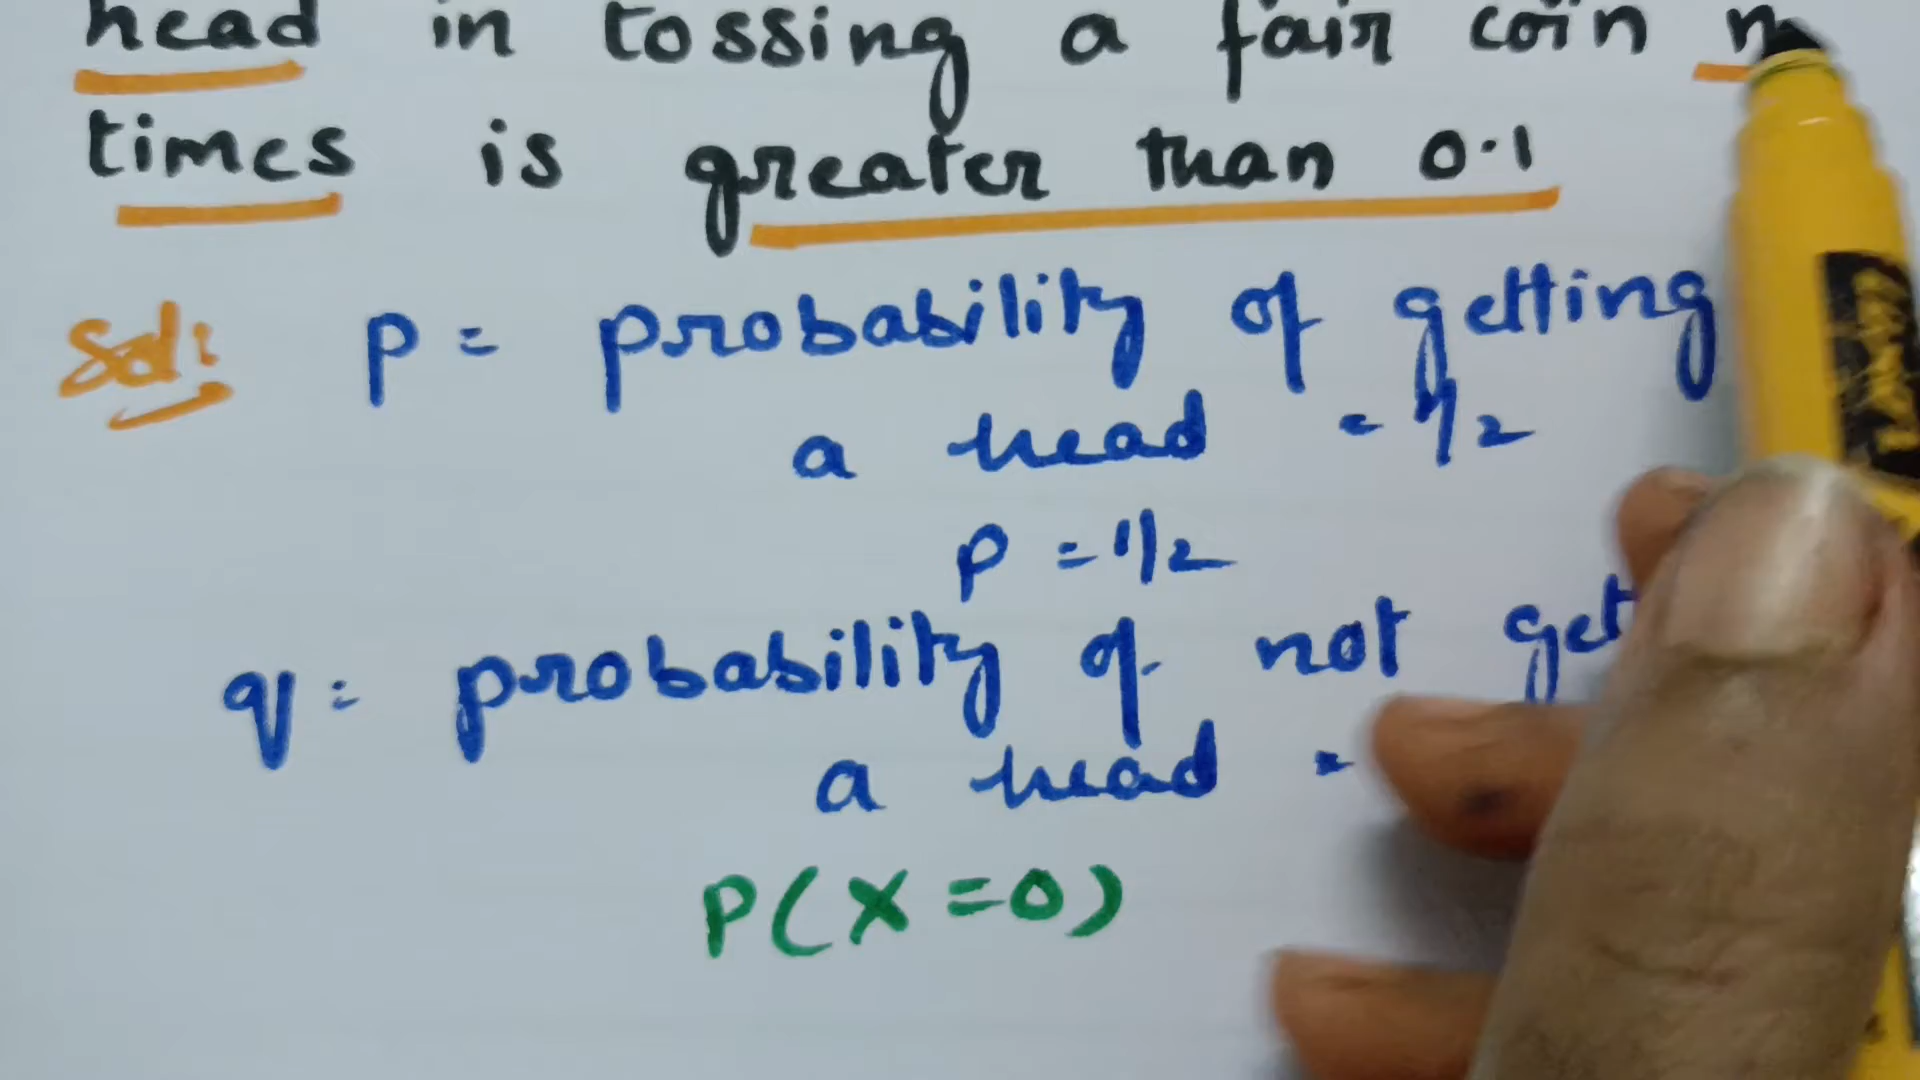 head in tossing a fair coin n
times is greater than 0.1
Sol: P = probability of getting
a head = 1/2
P = 1/2
q = probability of not get
a head =
P(X=0)